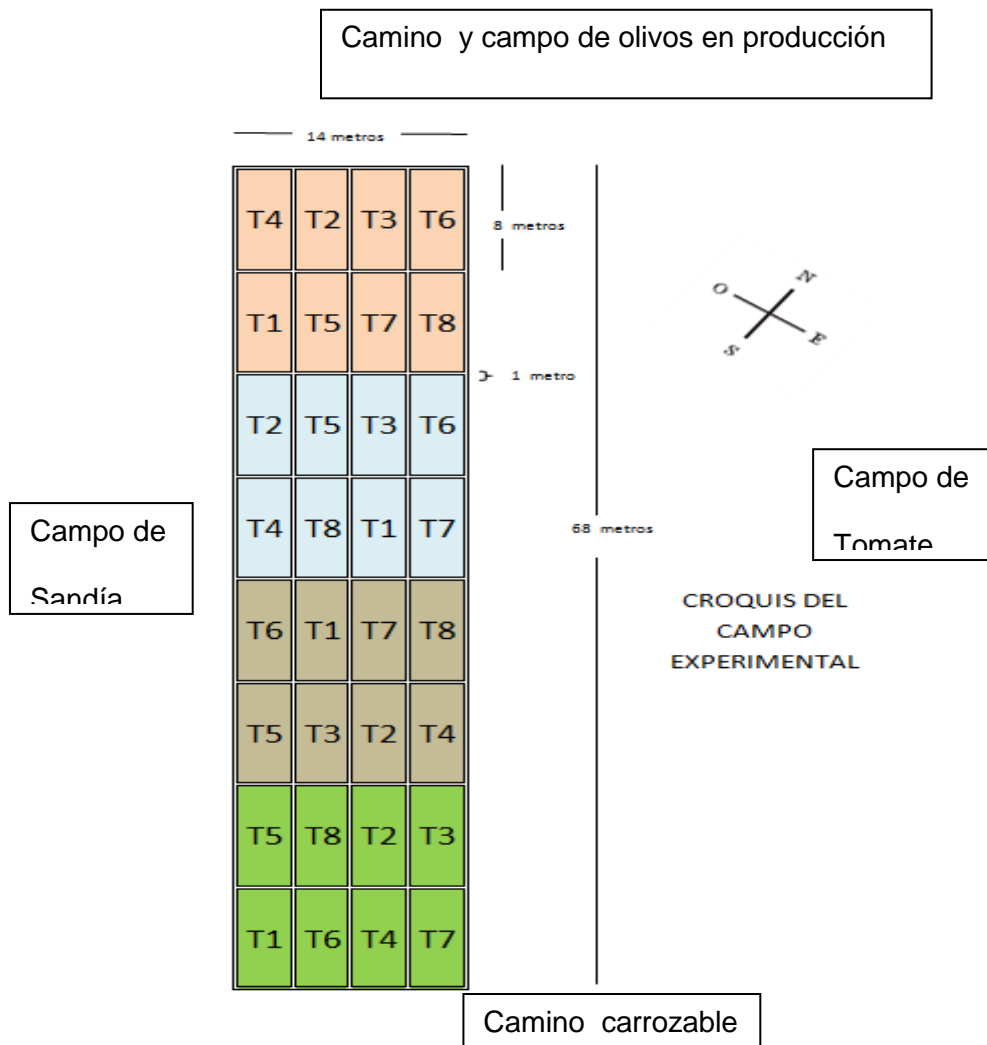 Camino y campo de olivos en producción
14 metros
T4 T2 T3 T6
8 metros
T1 T5 T7 T8
1 metro
N
O
E
S
T2 T5 T3 T6
T4 T8 T1 T7
68 metros
Campo de
Sandía
Campo de
Tomate
CROQUIS DEL
CAMPO
EXPERIMENTAL
T6 T1 T7 T8
T5 T3 T2 T4
T5 T8 T2 T3
T1 T6 T4 T7
Camino carrozable